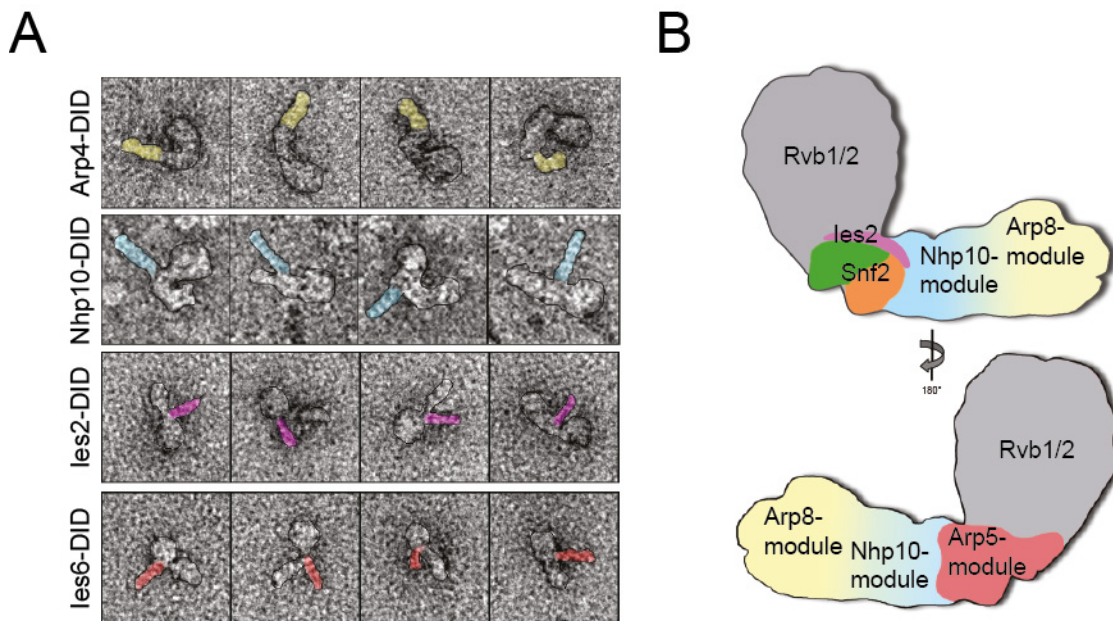 A
B
Arp4-DID
Nhp10-DID
Ies2-DID
Ies6-DID
Rvb1/2
Ies2
Snf2
Nhp10-
module
Arp8-
module
180°
Rvb1/2
Arp8-
module
Nhp10-
module
Arp5-
module